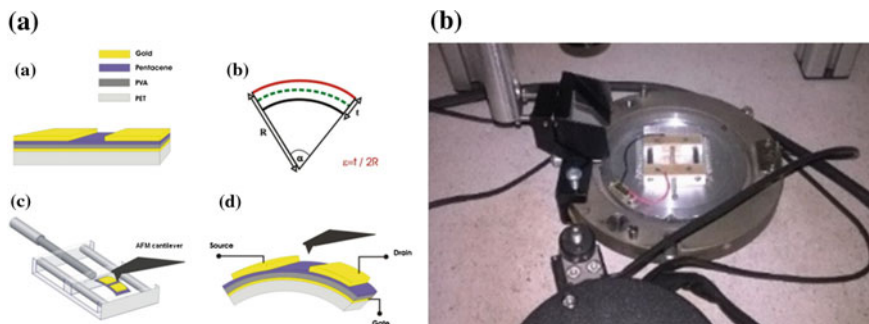 (a)
Gold
Pentacene
PVA
PET
(a)
(b)
R
t
α
ε=t / 2R
(c)
AFM cantilever
(d)
Source
Drain
Gate
(b)